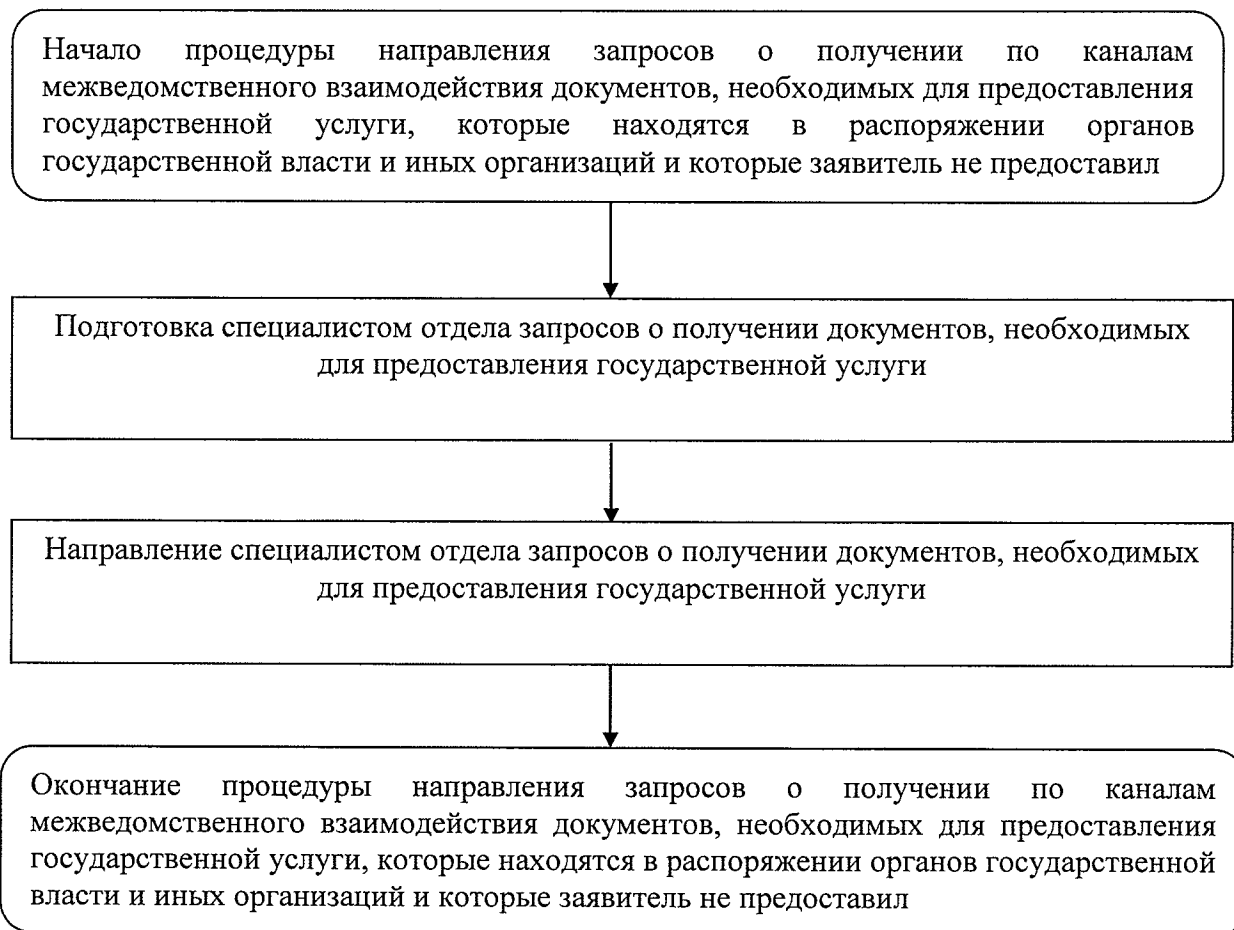 Начало процедуры направления запросов о получении по каналам
межведомственного взаимодействия документов, необходимых для предоставления
государственной услуги, которые находятся в распоряжении органов
государственной власти и иных организаций и которые заявитель не предоставил
Подготовка специалистом отдела запросов о получении документов, необходимых
для предоставления государственной услуги
Направление специалистом отдела запросов о получении документов, необходимых
для предоставления государственной услуги
Окончание процедуры направления запросов о получении по каналам
межведомственного взаимодействия документов, необходимых для предоставления
государственной услуги, которые находятся в распоряжении органов государственной
власти и иных организаций и которые заявитель не предоставил